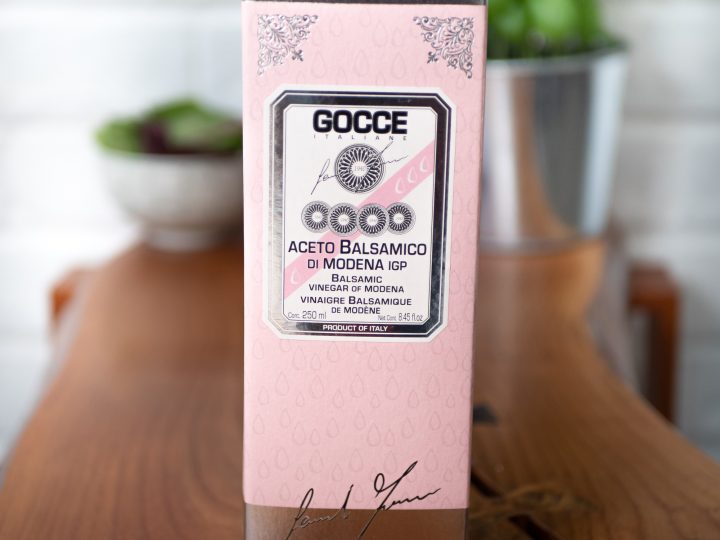 GOCCE
ITALIANE
ACETO BALSAMICO
DI MODENA IGP
BALSAMIC
VINEGAR OF MODENA
VINAIGRE BALSAMIQUE
DE MODÈNE
Cont. 250 ml Net Cont. 8.45 fl.oz
PRODUCT OF ITALY